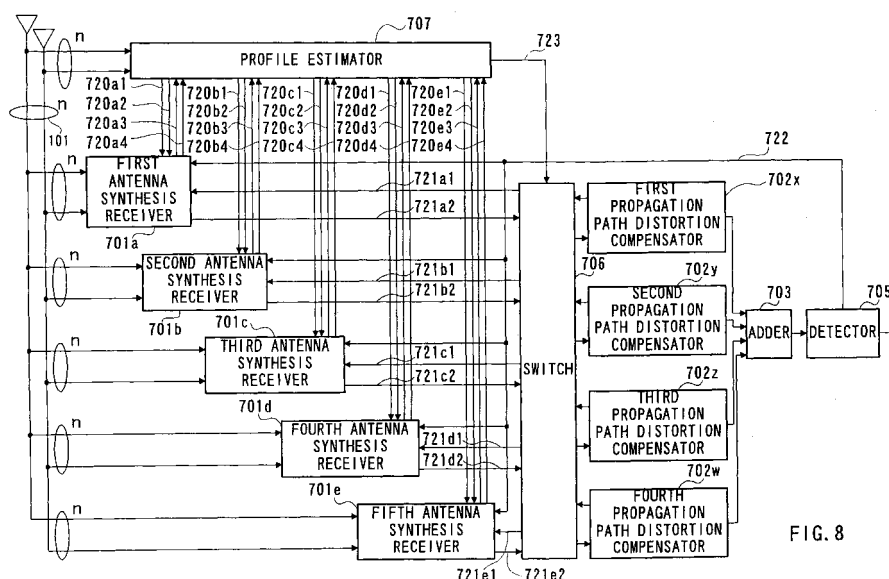 707
723
n
PROFILE ESTIMATOR
720a1
720a2
720a3
720a4
720b1
720b2
720b3
720b4
720c1
720c2
720c3
720c4
720d1
720d2
720d3
720d4
720e1
720e2
720e3
720e4
n
101
722
FIRST
ANTENNA
SYNTHESIS
RECEIVER
701a
n
721a1
721a2
FIRST
PROPAGATION
PATH DISTORTION
COMPENSATOR
702x
SECOND ANTENNA
SYNTHESIS
RECEIVER
701b
n
721b1
721b2
706
SECOND
PROPAGATION
PATH DISTORTION
COMPENSATOR
702y
703
ADDER
705
DETECTOR
701c
n
THIRD ANTENNA
SYNTHESIS
RECEIVER
721c1
721c2
SWITCH
THIRD
PROPAGATION
PATH DISTORTION
COMPENSATOR
702z
701d
n
FOURTH ANTENNA
SYNTHESIS
RECEIVER
721d1
721d2
702w
FOURTH
PROPAGATION
PATH DISTORTION
COMPENSATOR
701e
n
FIFTH ANTENNA
SYNTHESIS
RECEIVER
721e1
721e2
FIG. 8